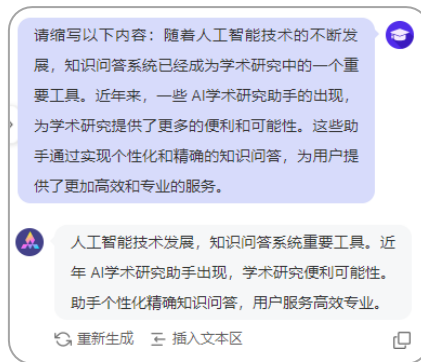 请缩写以下内容：随着人工智能技术的不断发
展，知识问答系统已经成为学术研究中的一个重
要工具。近年来，一些 AI学术研究助手的出现，
为学术研究提供了更多的便利和可能性。这些助
手通过实现个性化和精确的知识问答，为用户提
供了更加高效和专业的服务。
人工智能技术发展，知识问答系统重要工具。近
年 AI学术研究助手出现，学术研究便利可能性。
助手个性化精确知识问答，用户服务高效专业。
重新生成 插入文本区